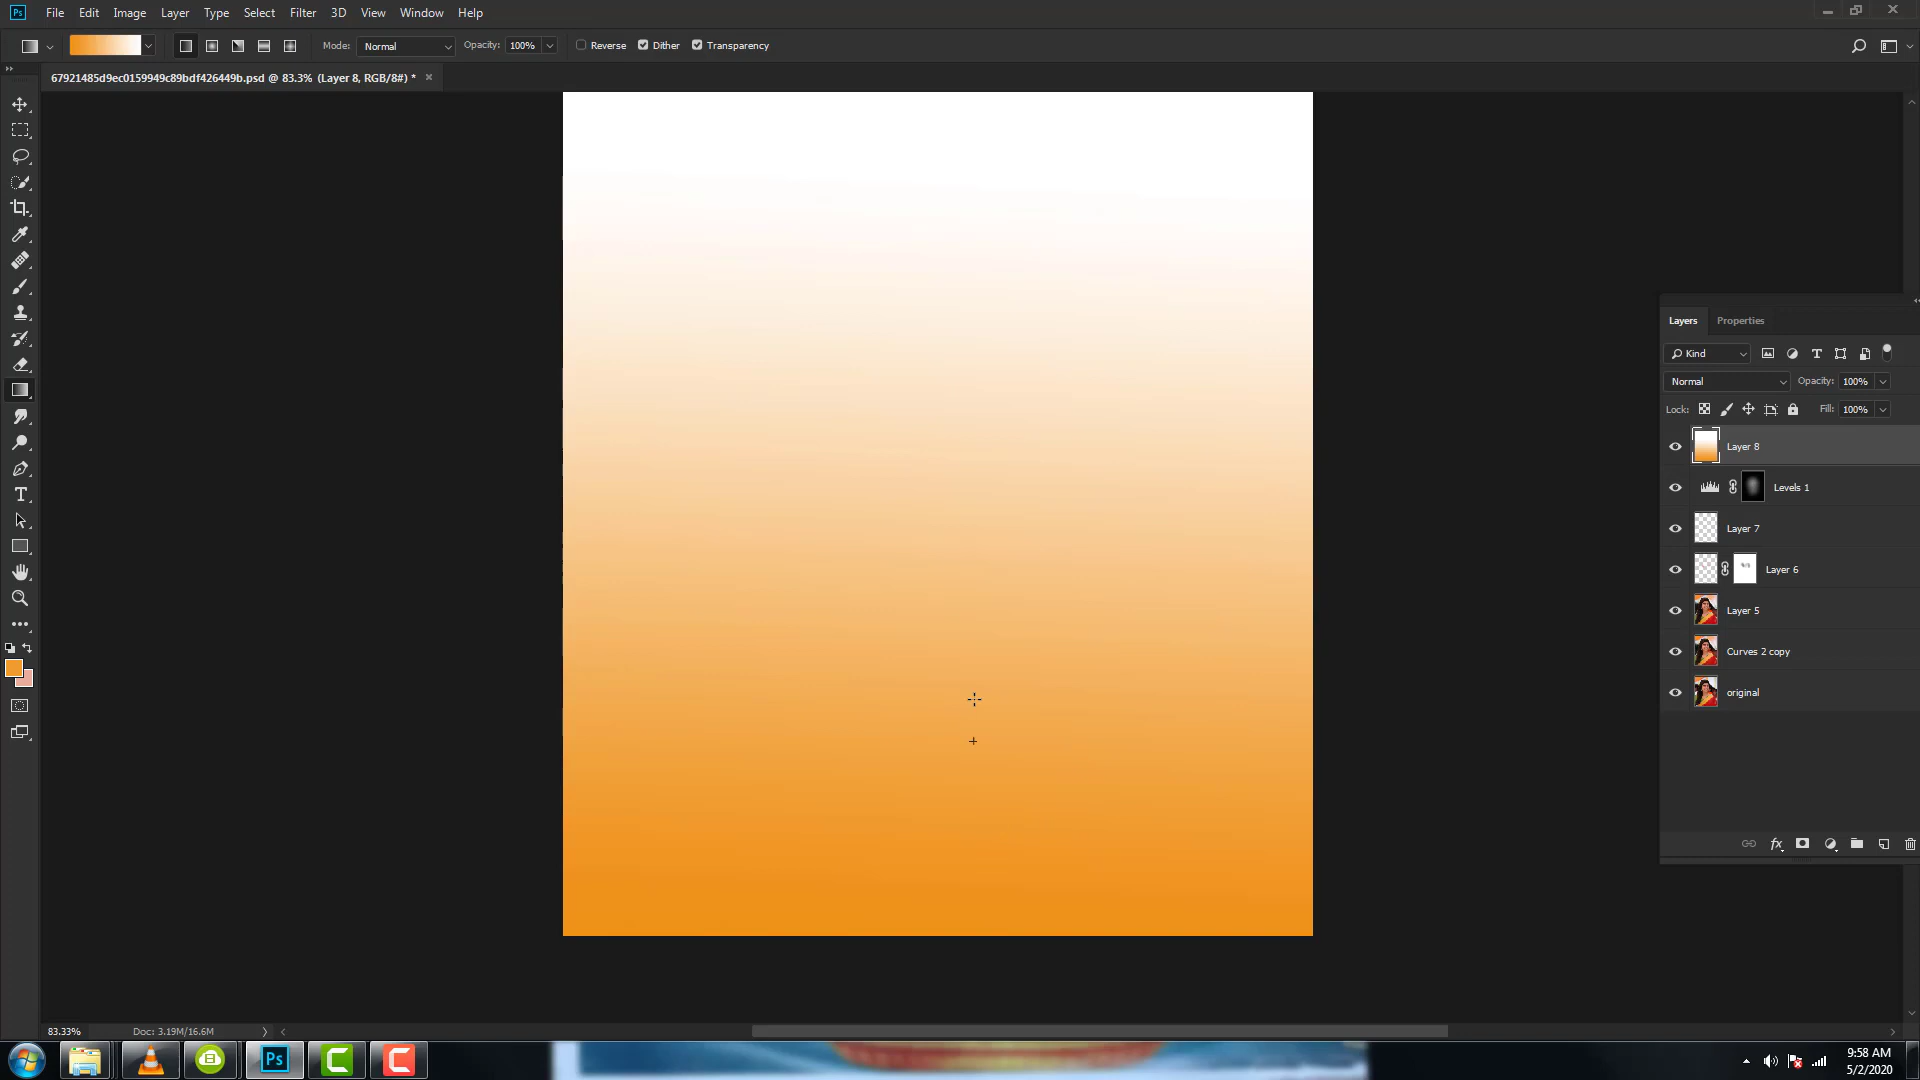 Ps File Edit Image Layer Type Select Filter 3D View Window Help
Mode: Normal Opacity: 100% Reverse Dither Transparency
67921485d9ec0159949c89bdf426449b.psd @ 83.3% (Layer 8, RGB/8#) * ×
Layers Properties
Kind
Normal Opacity: 100%
Lock: Fill: 100%
Layer 8
Levels 1
Layer 7
Layer 6
Layer 5
Curves 2 copy
original
fx
83.33% Doc: 3.19M/16.6M
Ps
9:58 AM
5/2/2020